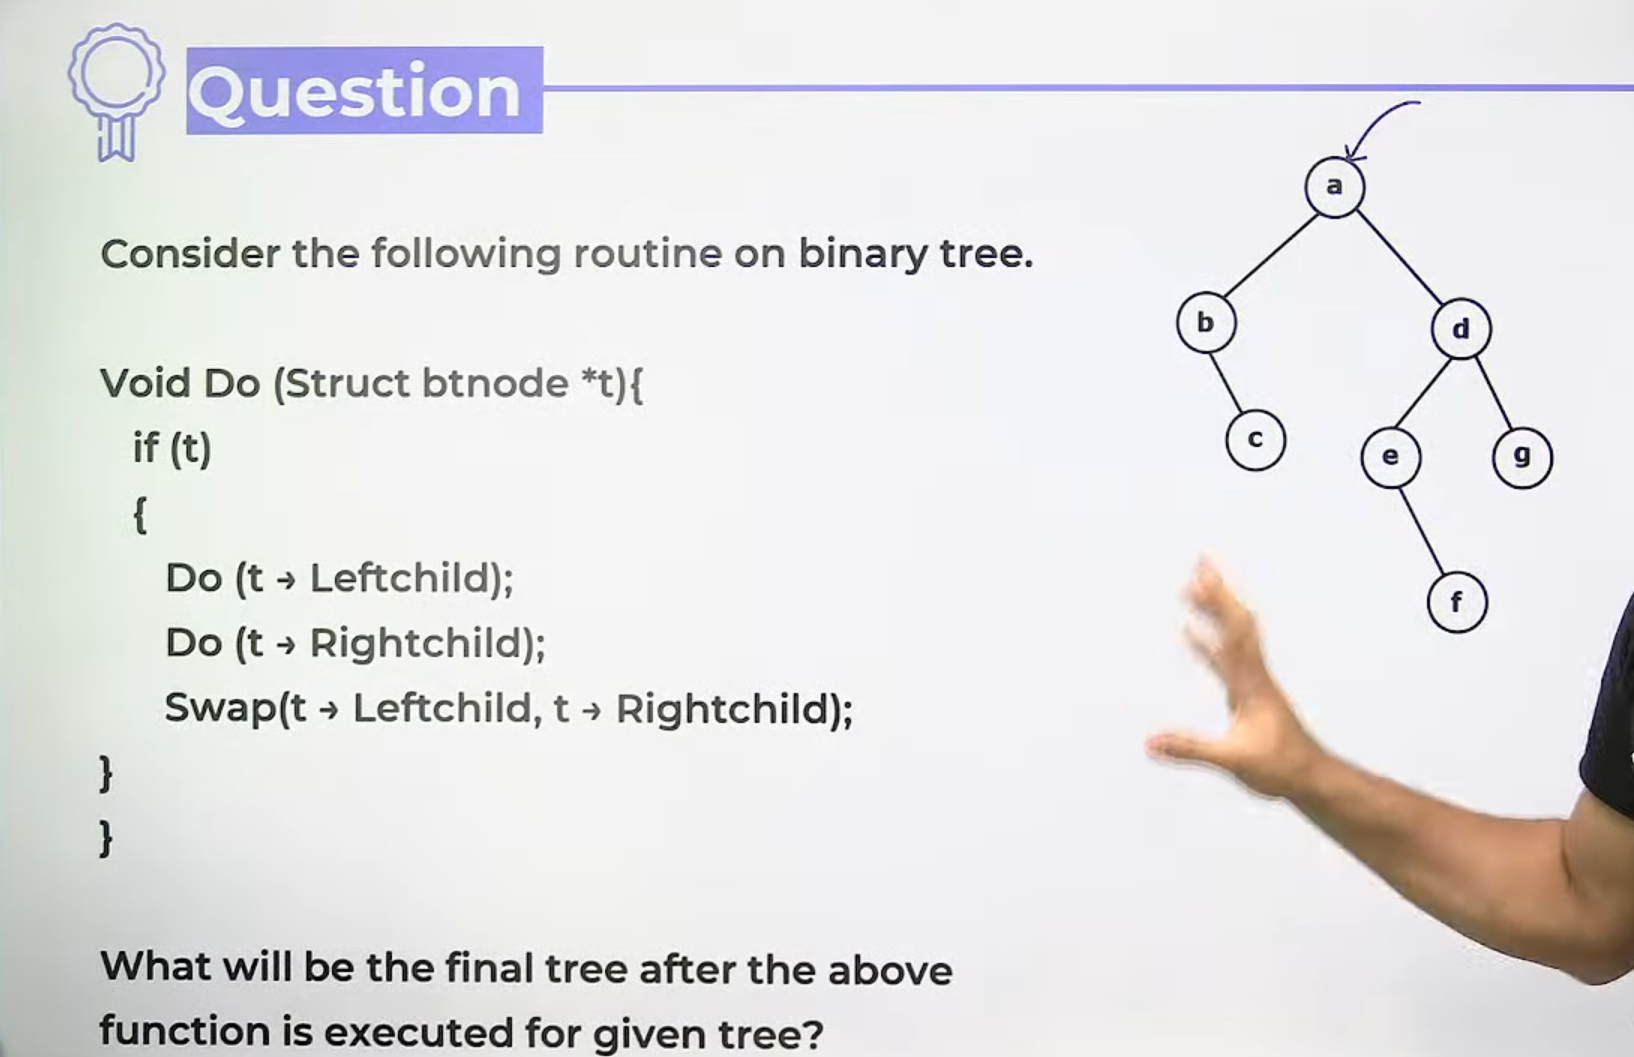 Question
Consider the following routine on binary tree.
Void Do (Struct btnode *t){
if (t)
{
Do (t → Leftchild);
Do (t → Rightchild);
Swap(t → Leftchild, t → Rightchild);
}
}
What will be the final tree after the above
function is executed for given tree?
a
b
d
c
e
g
f